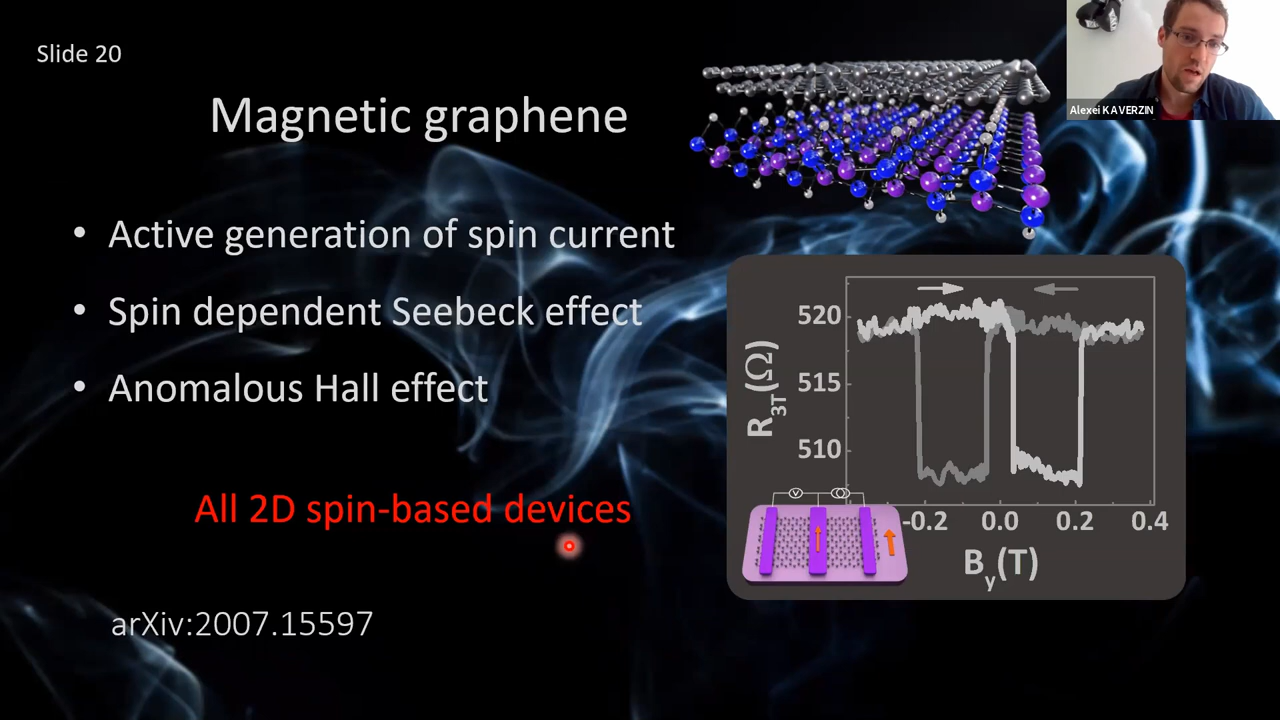 Slide 20
Alexei KAVERZIN
Magnetic graphene
• Active generation of spin current
• Spin dependent Seebeck effect
• Anomalous Hall effect
All 2D spin-based devices
arXiv:2007.15597
R3T(Ω)
520
515
510
-0.2 0.0 0.2 0.4
By(T)
V